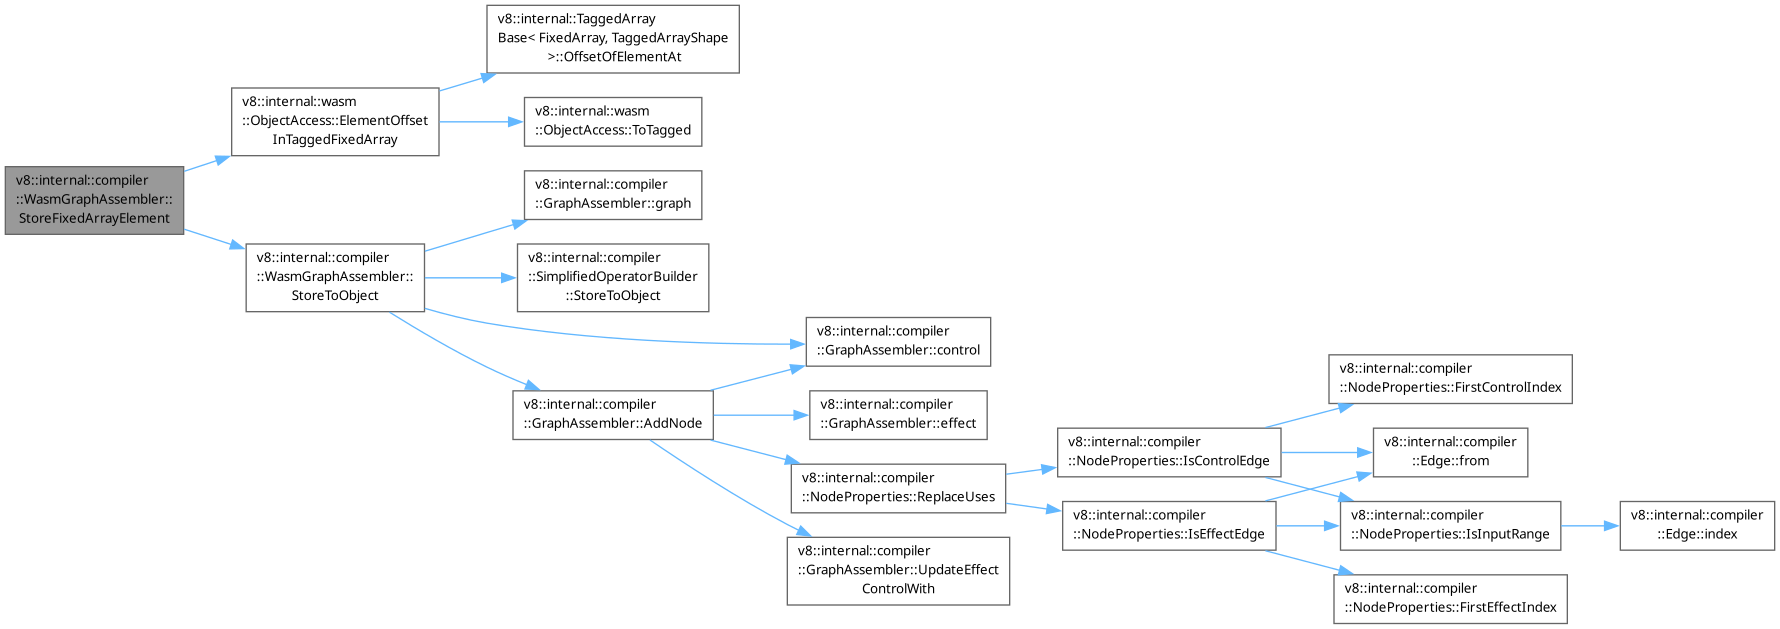 v8::internal::TaggedArray
Base< FixedArray, TaggedArrayShape
>::OffsetOfElementAt
v8::internal::wasm
::ObjectAccess::ElementOffset
InTaggedFixedArray
v8::internal::wasm
::ObjectAccess::ToTagged
v8::internal::compiler
::WasmGraphAssembler::
StoreFixedArrayElement
v8::internal::compiler
::GraphAssembler::graph
v8::internal::compiler
::WasmGraphAssembler::
StoreToObject
v8::internal::compiler
::SimplifiedOperatorBuilder
::StoreToObject
v8::internal::compiler
::GraphAssembler::control
v8::internal::compiler
::GraphAssembler::AddNode
v8::internal::compiler
::GraphAssembler::effect
v8::internal::compiler
::NodeProperties::ReplaceUses
v8::internal::compiler
::GraphAssembler::UpdateEffect
ControlWith
v8::internal::compiler
::NodeProperties::FirstControlIndex
v8::internal::compiler
::NodeProperties::IsControlEdge
v8::internal::compiler
::Edge::from
v8::internal::compiler
::NodeProperties::IsEffectEdge
v8::internal::compiler
::NodeProperties::IsInputRange
v8::internal::compiler
::Edge::index
v8::internal::compiler
::NodeProperties::FirstEffectIndex